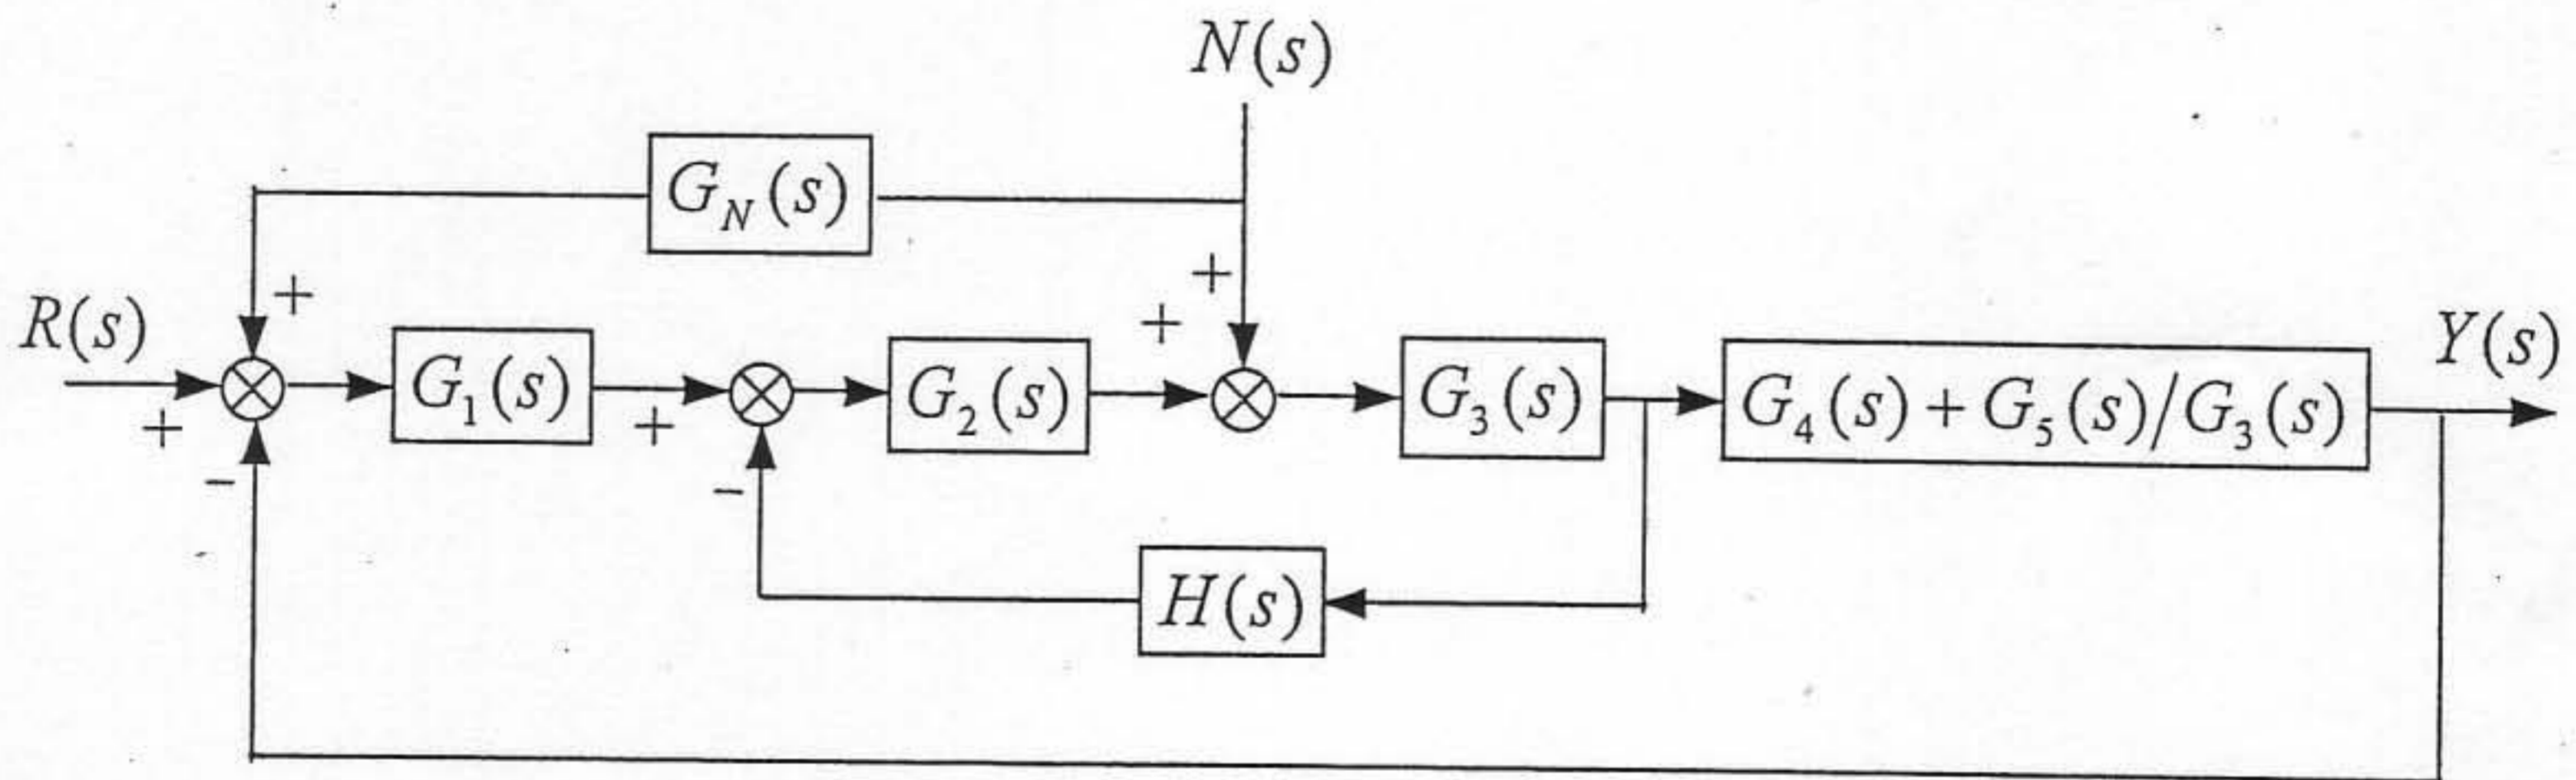 N(s)
G_N(s)
+
+
R(s)
+
Y(s)
G_1(s)
G_2(s)
G_3(s)
G_4(s) + G_5(s)/G_3(s)
+
+
-
-
H(s)